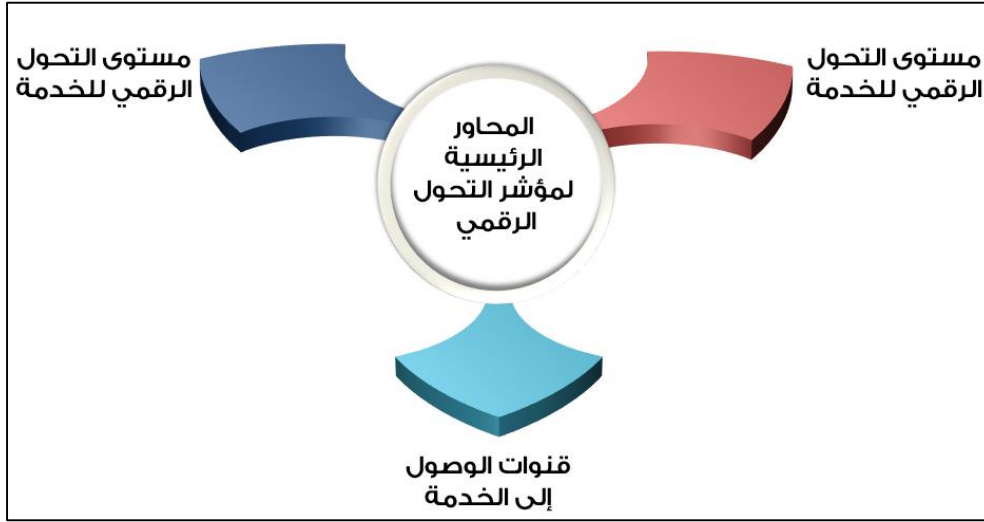 مستوى التحول
الرقمي للخدمة
المحاور
الرئيسية
لمؤشر التحول
الرقمي
مستوى التحول
الرقمي للخدمة
قنوات الوصول
إلى الخدمة